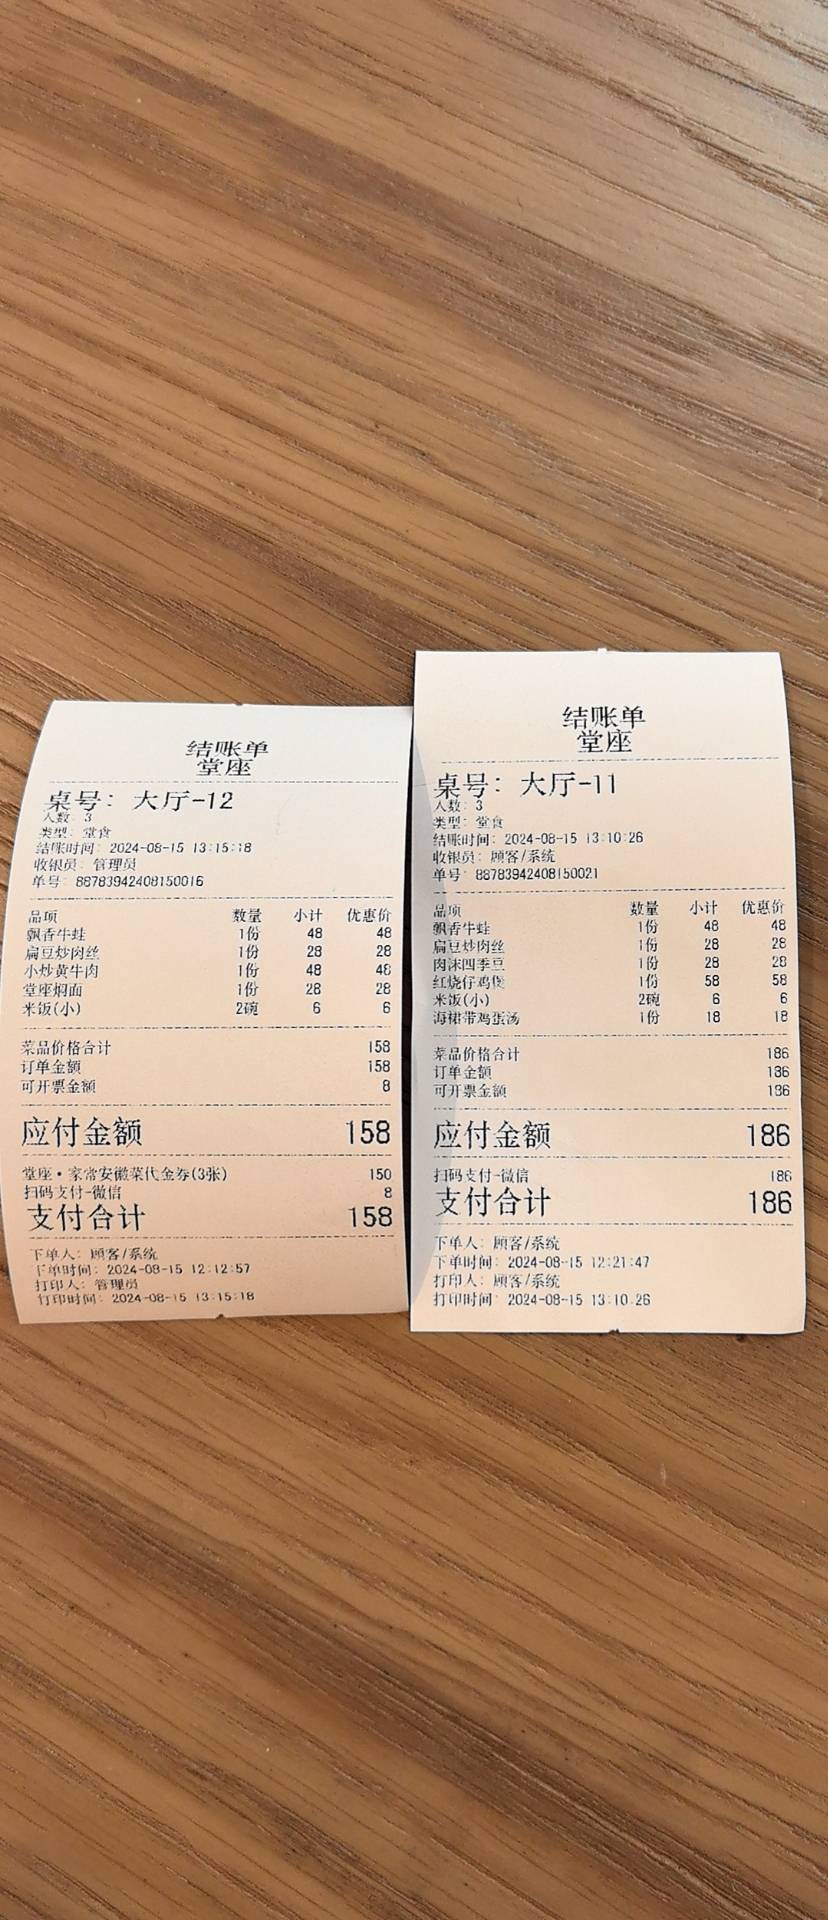 结账单
堂座
桌号: 大厅-12
人数: 3
类型: 堂食
结账时间: 2024-08-15 13:15:18
收银员: 管理员
单号: 88783942408150016
品项 数量 小计 优惠价
飘香牛蛙 1份 48 48
扁豆炒肉丝 1份 28 28
小炒黄牛肉 1份 48 48
堂座焖面 1份 28 28
米饭(小) 2碗 6 6
菜品价格合计 158
订单金额 158
可开票金额 8
应付金额 158
堂座·家常安徽菜代金券(3张) 150
扫码支付-微信 8
支付合计 158
下单人: 顾客/系统
下单时间: 2024-08-15 12:12:57
打印人: 管理员
打印时间: 2024-08-15 13:15:18
结账单
堂座
桌号: 大厅-11
人数: 3
类型: 堂食
结账时间: 2024-08-15 13:10:26
收银员: 顾客/系统
单号: 88783942408150021
品项 数量 小计 优惠价
飘香牛蛙 1份 48 48
扁豆炒肉丝 1份 28 28
肉沫四季豆 1份 28 28
红烧仔鸡煲 1份 58 58
米饭(小) 2碗 6 6
海裙带鸡蛋汤 1份 18 18
菜品价格合计 186
订单金额 186
可开票金额 186
应付金额 186
扫码支付-微信 186
支付合计 186
下单人: 顾客/系统
下单时间: 2024-08-15 12:21:47
打印人: 顾客/系统
打印时间: 2024-08-15 13:10:26